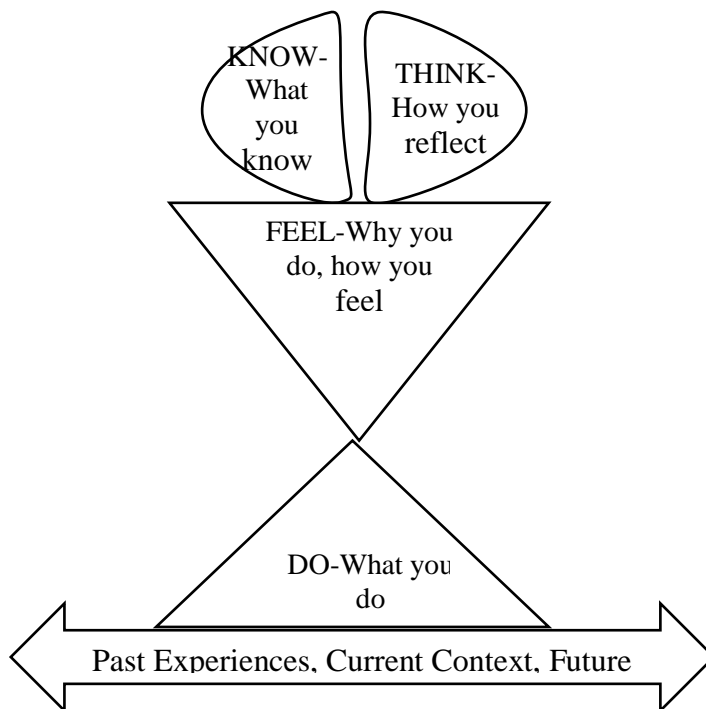 KNOW-
What
you
know
THINK-
How you
reflect
FEEL-Why you
do, how you
feel
DO-What you
do
Past Experiences, Current Context, Future